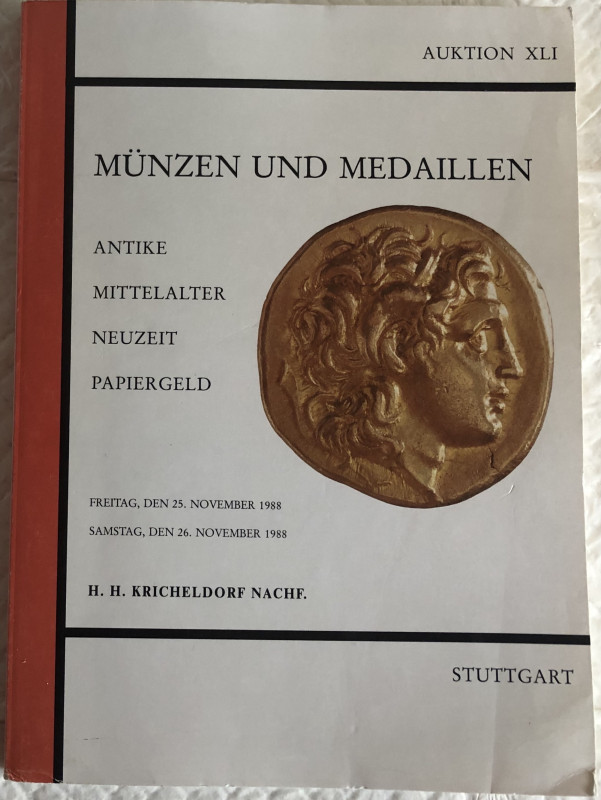 AUKTION XLI
MÜNZEN UND MEDAILLEN
ANTIKE
MITTELALTER
NEUZEIT
PAPIERGELD
FREITAG, DEN 25. NOVEMBER 1988
SAMSTAG, DEN 26. NOVEMBER 1988
H. H. KRICHELDORF NACHF.
STUTTGART